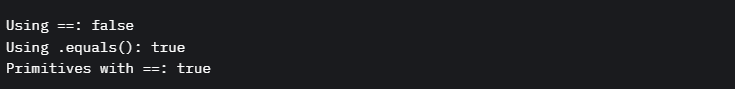 Using ==: false
Using .equals(): true
Primitives with ==: true